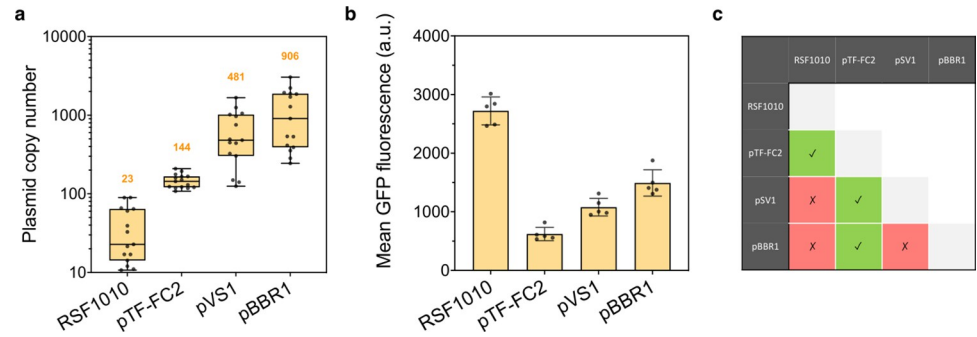 a
Plasmid copy number
10000
1000
100
10
23
144
481
906
RSF1010
pTF-FC2
pVS1
pBBR1
b
Mean GFP fluorescence (a.u.)
4000
3000
2000
1000
0
RSF1010
pTF-FC2
pVS1
pBBR1
c
RSF1010 pTF-FC2 pSV1 pBBR1
RSF1010
pTF-FC2 ✓
pSV1 ✗ ✓
pBBR1 ✗ ✓ ✗